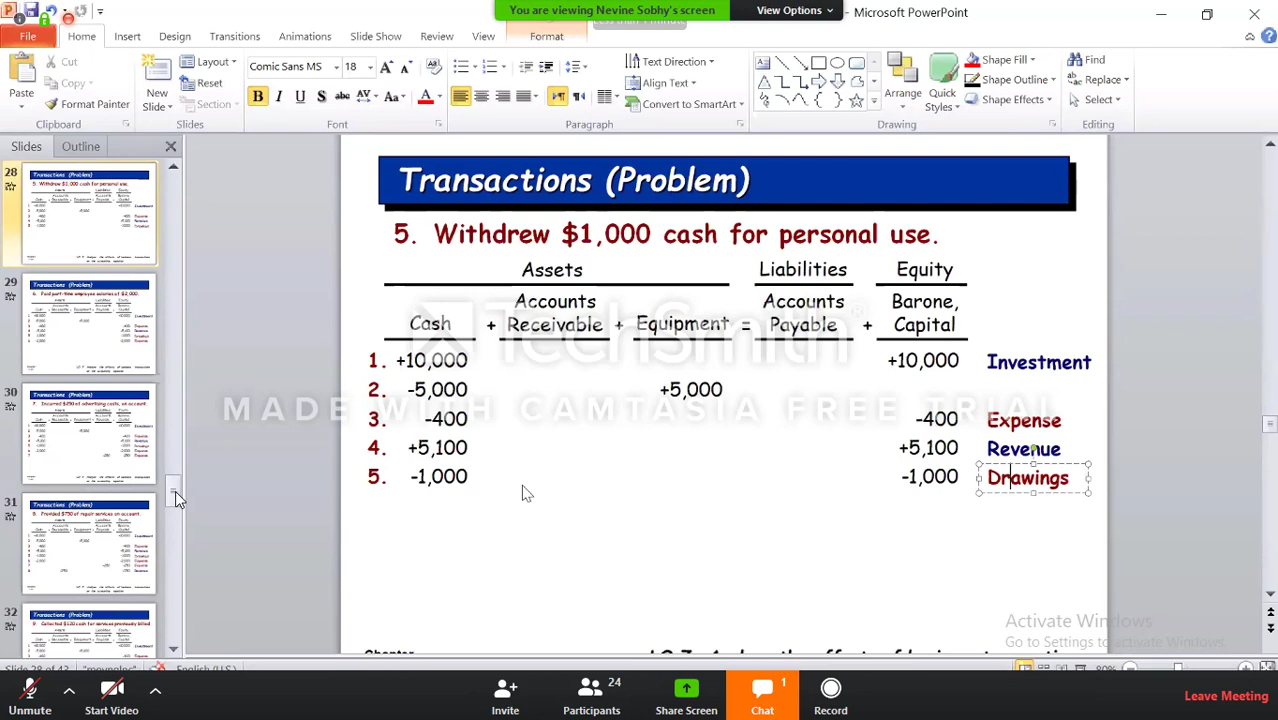 You are viewing Nevine Sobhy's screen
View Options
- Microsoft PowerPoint
File Home Insert Design Transitions Animations Slide Show Review View Format
Cut
Copy
Format Painter
Paste
Clipboard
New
Slide
Layout
Reset
Section
Slides
Comic Sans MS 18
Font
Text Direction
Align Text
Convert to SmartArt
Paragraph
Arrange
Quick
Styles
Shape Fill
Shape Outline
Shape Effects
Drawing
Find
Replace
Select
Editing
Slides Outline
28
29
30
31
32
Transactions (Problem)
5. Withdrew $1,000 cash for personal use.
Assets Liabilities Equity
Cash + Accounts Receivable + Equipment = Accounts Payable + Barone, Capital
1. +10,000 +10,000 Investment
2. -5,000 +5,000
3. -400 -400 Expense
4. +5,100 +5,100 Revenue
5. -1,000 -1,000 Drawings
TechSmith
Activate Windows
Go to Settings to activate Windows.
Slide 28 of 43 English (U.S.) 80%
Unmute
Start Video
Invite
24
Participants
Share Screen
1
Chat
Record
Leave Meeting